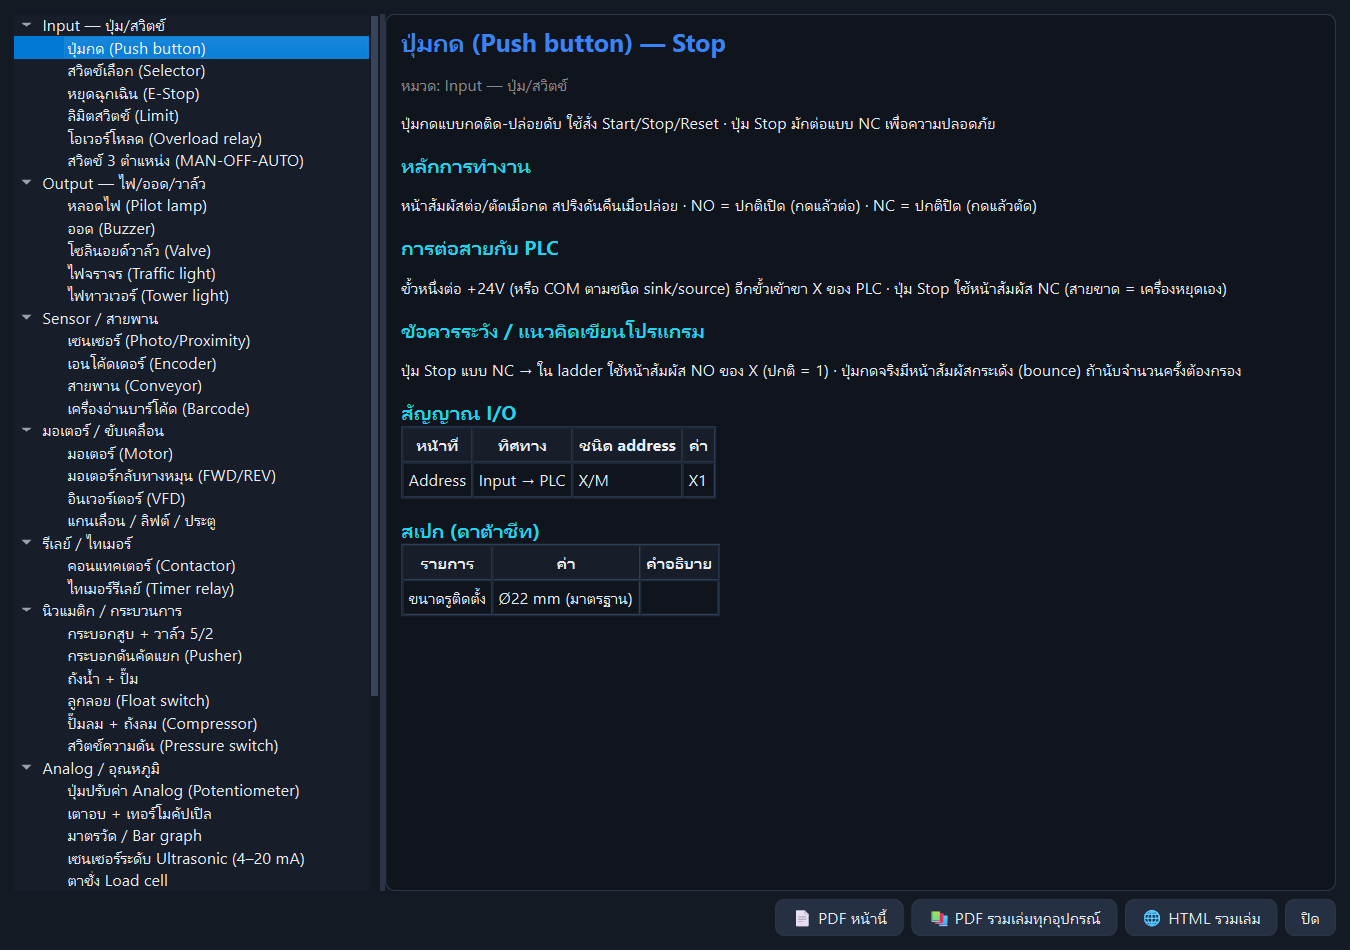 Input — ปุ่ม/สวิตช์
ปุ่มกด (Push button)
สวิตช์เลือก (Selector)
หยุดฉุกเฉิน (E-Stop)
ลิมิตสวิตช์ (Limit)
โอเวอร์โหลด (Overload relay)
สวิตช์ 3 ตำแหน่ง (MAN-OFF-AUTO)
Output — ไฟ/ออด/วาล์ว
หลอดไฟ (Pilot lamp)
ออด (Buzzer)
โซลินอยด์วาล์ว (Valve)
ไฟจราจร (Traffic light)
ไฟทาวเวอร์ (Tower light)
Sensor / สายพาน
เซนเซอร์ (Photo/Proximity)
เอนโค้ดเดอร์ (Encoder)
สายพาน (Conveyor)
เครื่องอ่านบาร์โค้ด (Barcode)
มอเตอร์ / ขับเคลื่อน
มอเตอร์ (Motor)
มอเตอร์กลับทางหมุน (FWD/REV)
อินเวอร์เตอร์ (VFD)
แกนเลื่อน / ลิฟต์ / ประตู
รีเลย์ / ไทเมอร์
คอนแทคเตอร์ (Contactor)
ไทเมอร์รีเลย์ (Timer relay)
นิวแมติก / กระบวนการ
กระบอกสูบ + วาล์ว 5/2
กระบอกดันคัดแยก (Pusher)
ถังน้ำ + ปั๊ม
ลูกลอย (Float switch)
ปั๊มลม + ถังลม (Compressor)
สวิตช์ความดัน (Pressure switch)
Analog / อุณหภูมิ
ปุ่มปรับค่า Analog (Potentiometer)
เตาอบ + เทอร์โมคัปเปิล
มาตรวัด / Bar graph
เซนเซอร์ระดับ Ultrasonic (4–20 mA)
ตาชั่ง Load cell
ปุ่มกด (Push button) — Stop
หมวด: Input — ปุ่ม/สวิตช์
ปุ่มกดแบบกดติด-ปล่อยดับ ใช้สั่ง Start/Stop/Reset · ปุ่ม Stop มักต่อแบบ NC เพื่อความปลอดภัย
หลักการทำงาน
หน้าสัมผัสต่อ/ตัดเมื่อกด สปริงดันคืนเมื่อปล่อย · NO = ปกติเปิด (กดแล้วต่อ) · NC = ปกติปิด (กดแล้วตัด)
การต่อสายกับ PLC
ขั้วหนึ่งต่อ +24V (หรือ COM ตามชนิด sink/source) อีกขั้วเข้าขา X ของ PLC · ปุ่ม Stop ใช้หน้าสัมผัส NC (สายขาด = เครื่องหยุดเอง)
ข้อควรระวัง / แนวคิดเขียนโปรแกรม
ปุ่ม Stop แบบ NC → ใน ladder ใช้หน้าสัมผัส NO ของ X (ปกติ = 1) · ปุ่มกดจริงมีหน้าสัมผัสกระเด้ง (bounce) ถ้านับจำนวนครั้งต้องกรอง
สัญญาณ I/O
หน้าที่ ทิศทาง ชนิด address ค่า
Address Input → PLC X/M X1
สเปก (ดาต้าชีท)
รายการ ค่า คำอธิบาย
ขนาดรูติดตั้ง Ø22 mm (มาตรฐาน)
PDF หน้านี้ PDF รวมเล่มทุกอุปกรณ์ HTML รวมเล่ม ปิด